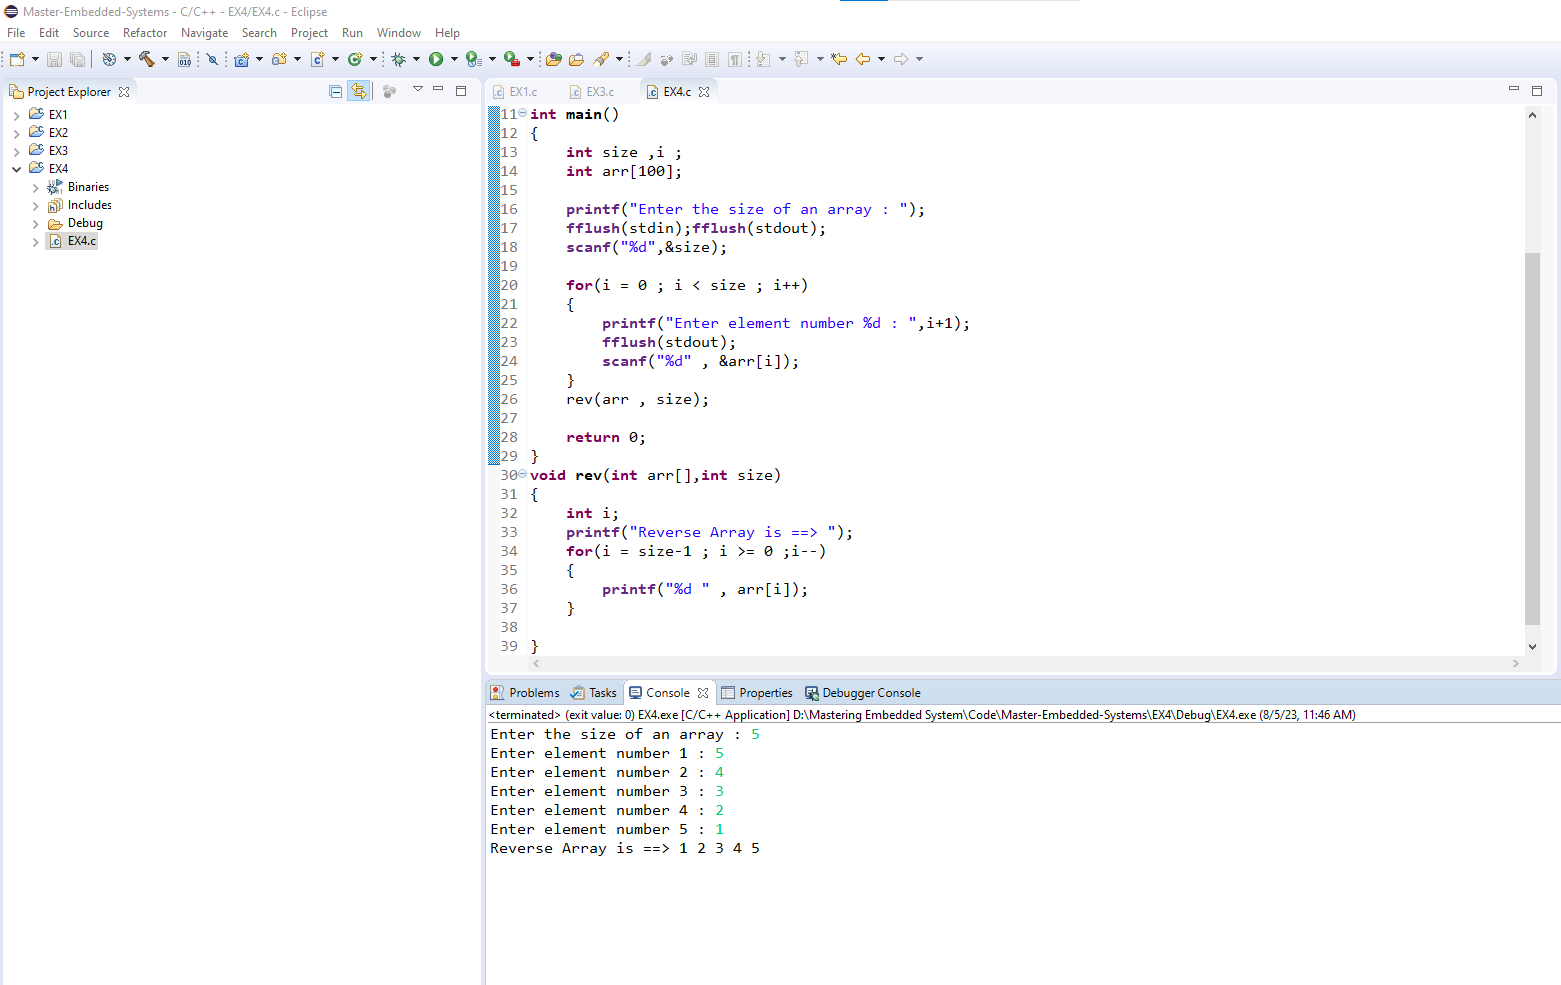 Master-Embedded-Systems - C/C++ - EX4/EX4.c - Eclipse
File Edit Source Refactor Navigate Search Project Run Window Help
Project Explorer
EX1
EX2
EX3
EX4
Binaries
Includes
Debug
EX4.c
EX1.c EX3.c EX4.c
11 int main()
12 {
13     int size ,i ;
14     int arr[100];
15
16     printf("Enter the size of an array : ");
17     fflush(stdin);fflush(stdout);
18     scanf("%d",&size);
19
20     for(i = 0 ; i < size ; i++)
21     {
22         printf("Enter element number %d : ",i+1);
23         fflush(stdout);
24         scanf("%d" , &arr[i]);
25     }
26     rev(arr , size);
27
28     return 0;
29 }
30 void rev(int arr[],int size)
31 {
32     int i;
33     printf("Reverse Array is ==> ");
34     for(i = size-1 ; i >= 0 ;i--)
35     {
36         printf("%d " , arr[i]);
37     }
38
39 }
Problems Tasks Console Properties Debugger Console
<terminated> (exit value: 0) EX4.exe [C/C++ Application] D:\Mastering Embedded System\Code\Master-Embedded-Systems\EX4\Debug\EX4.exe (8/5/23, 11:46 AM)
Enter the size of an array : 5
Enter element number 1 : 5
Enter element number 2 : 4
Enter element number 3 : 3
Enter element number 4 : 2
Enter element number 5 : 1
Reverse Array is ==> 1 2 3 4 5